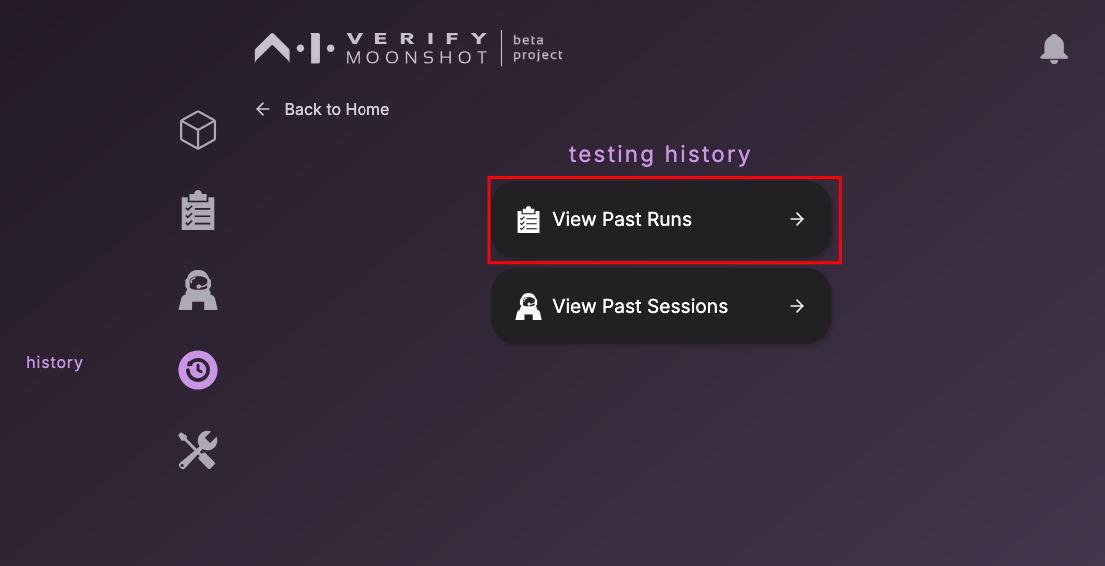 A.I. VERIFY
MOONSHOT
beta
project
Back to Home
testing history
View Past Runs
View Past Sessions
history